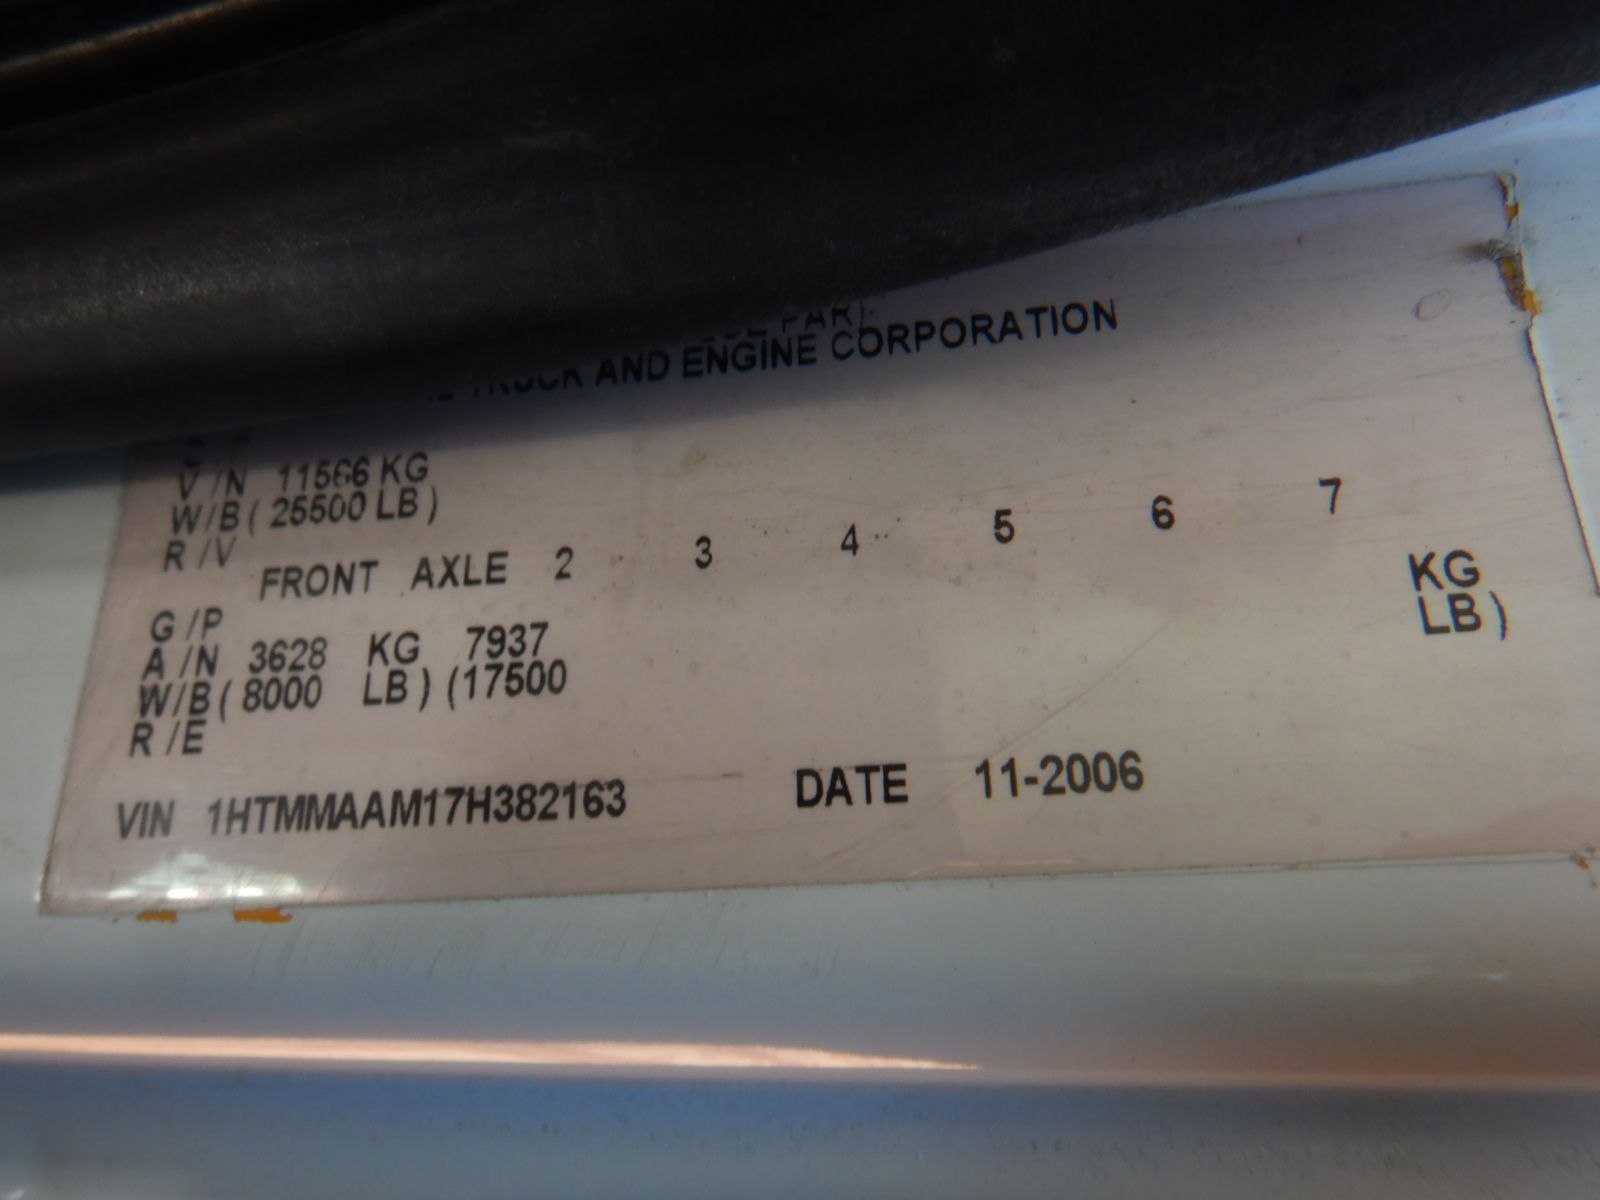 TRUCK AND ENGINE CORPORATION
V/N 11566 KG
W/B (25500 LB)
R/V
FRONT AXLE 2 3 4 5 6 7
G/P KG
A/N 3628 KG 7937 LB)
W/B (8000 LB) (17500
R/E
VIN 1HTMMAAM17H382163 DATE 11-2006